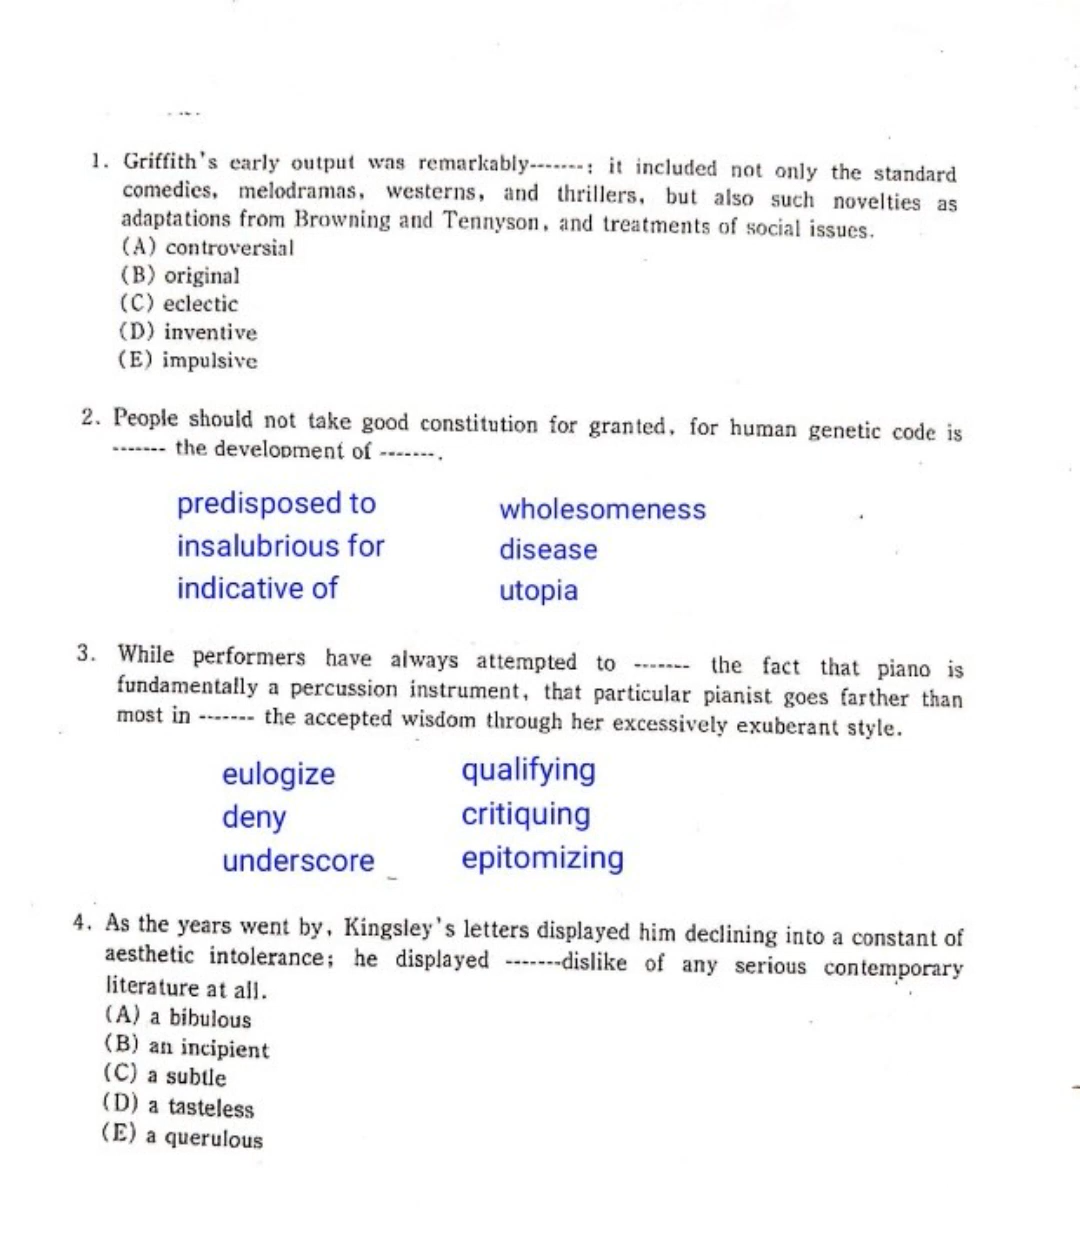 1. Griffith's early output was remarkably-------; it included not only the standard
comedies, melodramas, westerns, and thrillers, but also such novelties as
adaptations from Browning and Tennyson, and treatments of social issues.
(A) controversial
(B) original
(C) eclectic
(D) inventive
(E) impulsive
2. People should not take good constitution for granted, for human genetic code is
------- the development of -------.
predisposed to wholesomeness
insalubrious for disease
indicative of utopia
3. While performers have always attempted to ------- the fact that piano is
fundamentally a percussion instrument, that particular pianist goes farther than
most in ------- the accepted wisdom through her excessively exuberant style.
eulogize qualifying
deny critiquing
underscore epitomizing
4. As the years went by, Kingsley's letters displayed him declining into a constant of
aesthetic intolerance; he displayed -------dislike of any serious contemporary
literature at all.
(A) a bibulous
(B) an incipient
(C) a subtle
(D) a tasteless
(E) a querulous